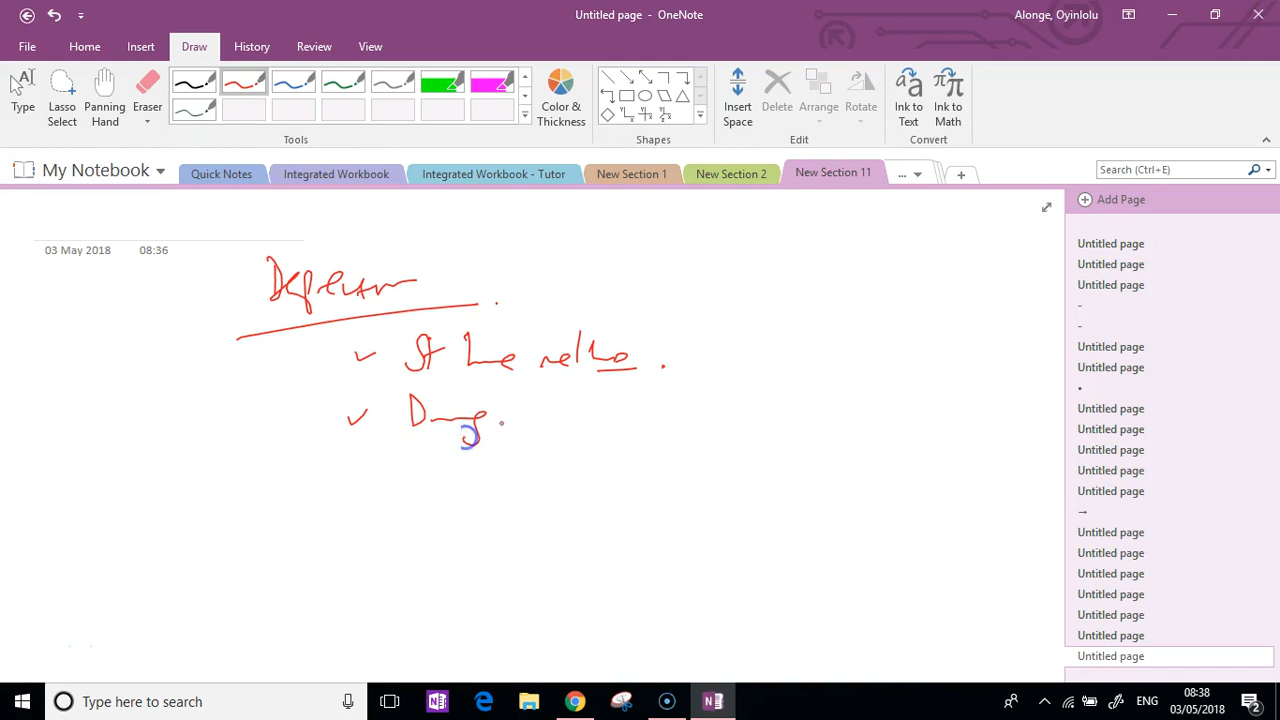 Untitled page - OneNote
Alonge, Oyinlolu
File Home Insert Draw History Review View
Type
Lasso Select
Panning Hand
Eraser
Color & Thickness
Insert Space
Delete
Arrange
Rotate
Ink to Text
Ink to Math
Tools
Shapes
Edit
Convert
My Notebook
Quick Notes
Integrated Workbook
Integrated Workbook - Tutor
New Section 1
New Section 2
New Section 11
...
Search (Ctrl+E)
Add Page
03 May 2018 08:36
St line method.
Untitled page
Untitled page
Untitled page
-
-
Untitled page
Untitled page
•
Untitled page
Untitled page
Untitled page
Untitled page
Untitled page
→
Untitled page
Untitled page
Untitled page
Untitled page
Untitled page
Untitled page
Untitled page
Type here to search
ENG
08:38
03/05/2018
2